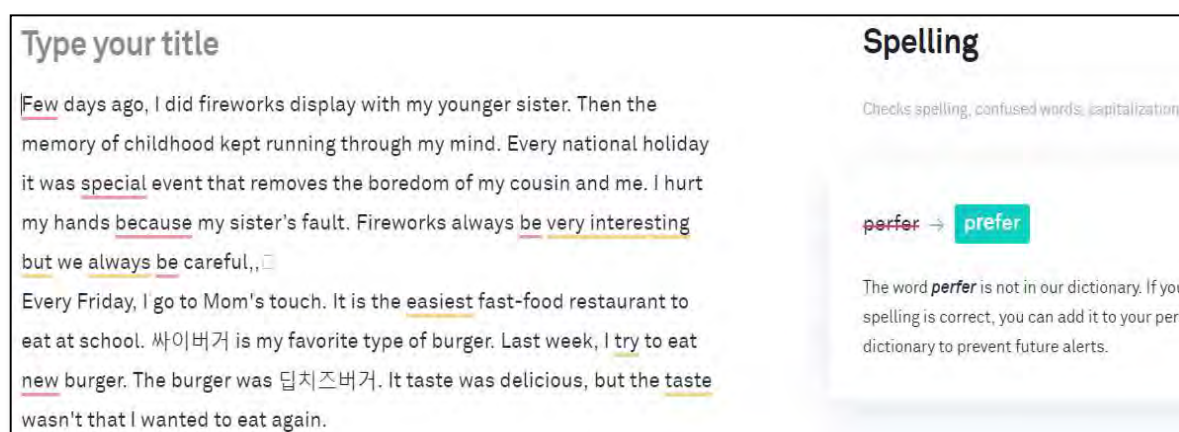 Type your title
Few days ago, I did fireworks display with my younger sister. Then the
memory of childhood kept running through my mind. Every national holiday
it was special event that removes the boredom of my cousin and me. I hurt
my hands because my sister's fault. Fireworks always be very interesting
but we always be careful,,
Every Friday, I go to Mom's touch. It is the easiest fast-food restaurant to
eat at school. 싸이버거 is my favorite type of burger. Last week, I try to eat
new burger. The burger was 딥치즈버거. It taste was delicious, but the taste
wasn't that I wanted to eat again.
Spelling
Checks spelling, confused words, capitalization
perfer → prefer
The word perfer is not in our dictionary. If you
spelling is correct, you can add it to your per
dictionary to prevent future alerts.